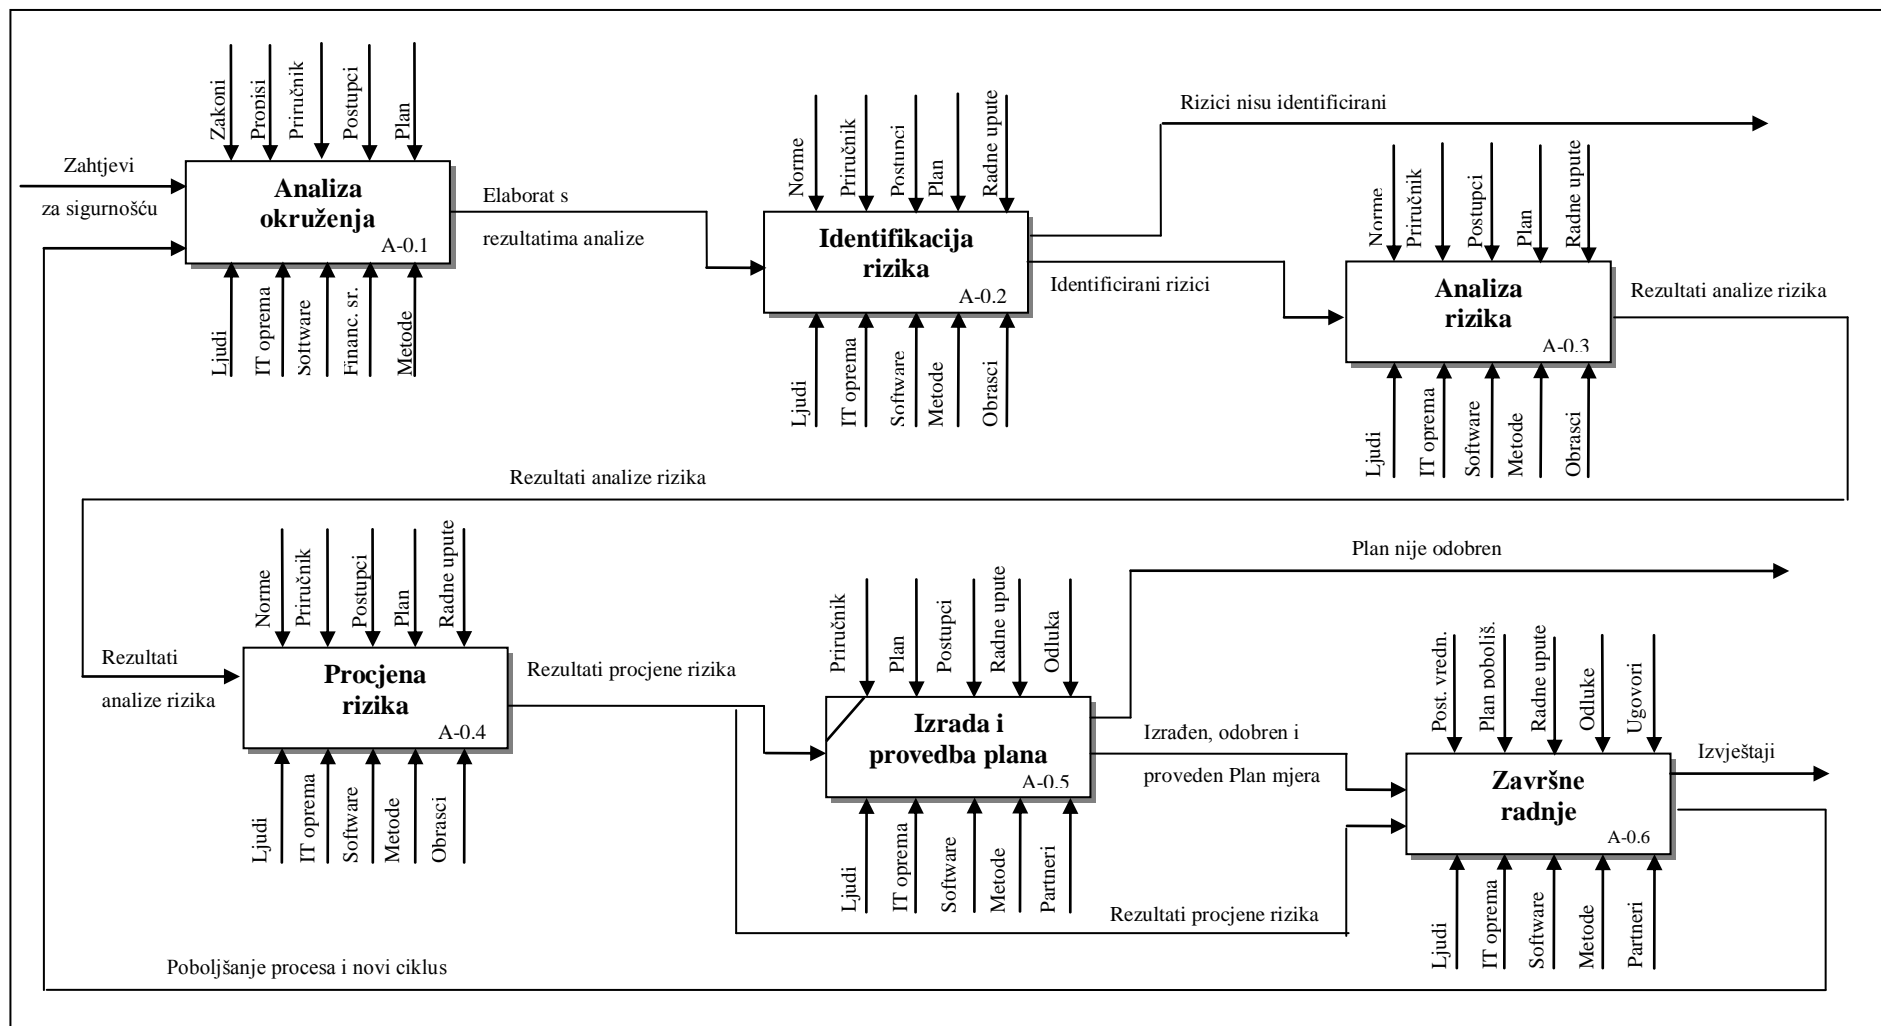 Zakoni
Propisi
Priručnik
Postupci
Plan
Zahtjevi
za sigurnošću
Analiza
okruženja
A-0.1
Ljudi
IT oprema
Software
Financ. sr.
Metode
Elaborat s
rezultatima analize
Norme
Priručnik
Postupci
Plan
Radne upute
Identifikacija
rizika
A-0.2
Ljudi
IT oprema
Software
Metode
Obrasci
Rizici nisu identificirani
Identificirani rizici
Norme
Priručnik
Postupci
Plan
Radne upute
Analiza
rizika
A-0.3
Ljudi
IT oprema
Software
Metode
Obrasci
Rezultati analize rizika
Rezultati analize rizika
Norme
Priručnik
Postupci
Plan
Radne upute
Rezultati
analize rizika
Procjena
rizika
A-0.4
Ljudi
IT oprema
Software
Metode
Obrasci
Rezultati procjene rizika
Priručnik
Plan
Postupci
Radne upute
Odluka
Izrada i
provedba plana
A-0.5
Ljudi
IT oprema
Software
Metode
Partneri
Plan nije odobren
Izrađen, odobren i
proveden Plan mjera
Rezultati procjene rizika
Post. vredn.
Plan poboljš.
Radne upute
Odluke
Ugovori
Završne
radnje
A-0.6
Ljudi
IT oprema
Software
Metode
Partneri
Izvještaji
Poboljšanje procesa i novi ciklus